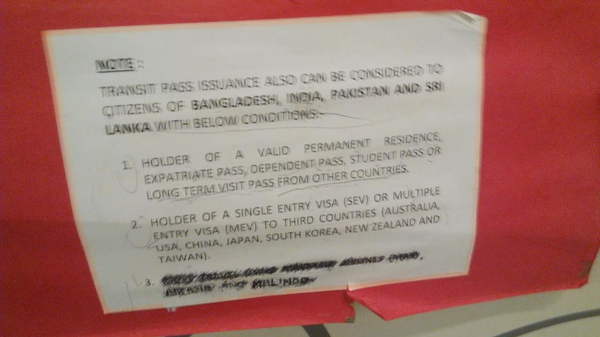 NOTE :-
TRANSIT PASS ISSUANCE ALSO CAN BE CONSIDERED TO
CITIZENS OF BANGLADESH, INDIA, PAKISTAN AND SRI
LANKA WITH BELOW CONDITIONS:-
1. HOLDER OF A VALID PERMANENT RESIDENCE,
EXPATRIATE PASS, DEPENDENT PASS, STUDENT PASS OR
LONG TERM VISIT PASS FROM OTHER COUNTRIES.
2. HOLDER OF A SINGLE ENTRY VISA (SEV) OR MULTIPLE
ENTRY VISA (MEV) TO THIRD COUNTRIES (AUSTRALIA,
USA, CHINA, JAPAN, SOUTH KOREA, NEW ZEALAND AND
TAIWAN).
3. AIRLINES
AND MALINDO